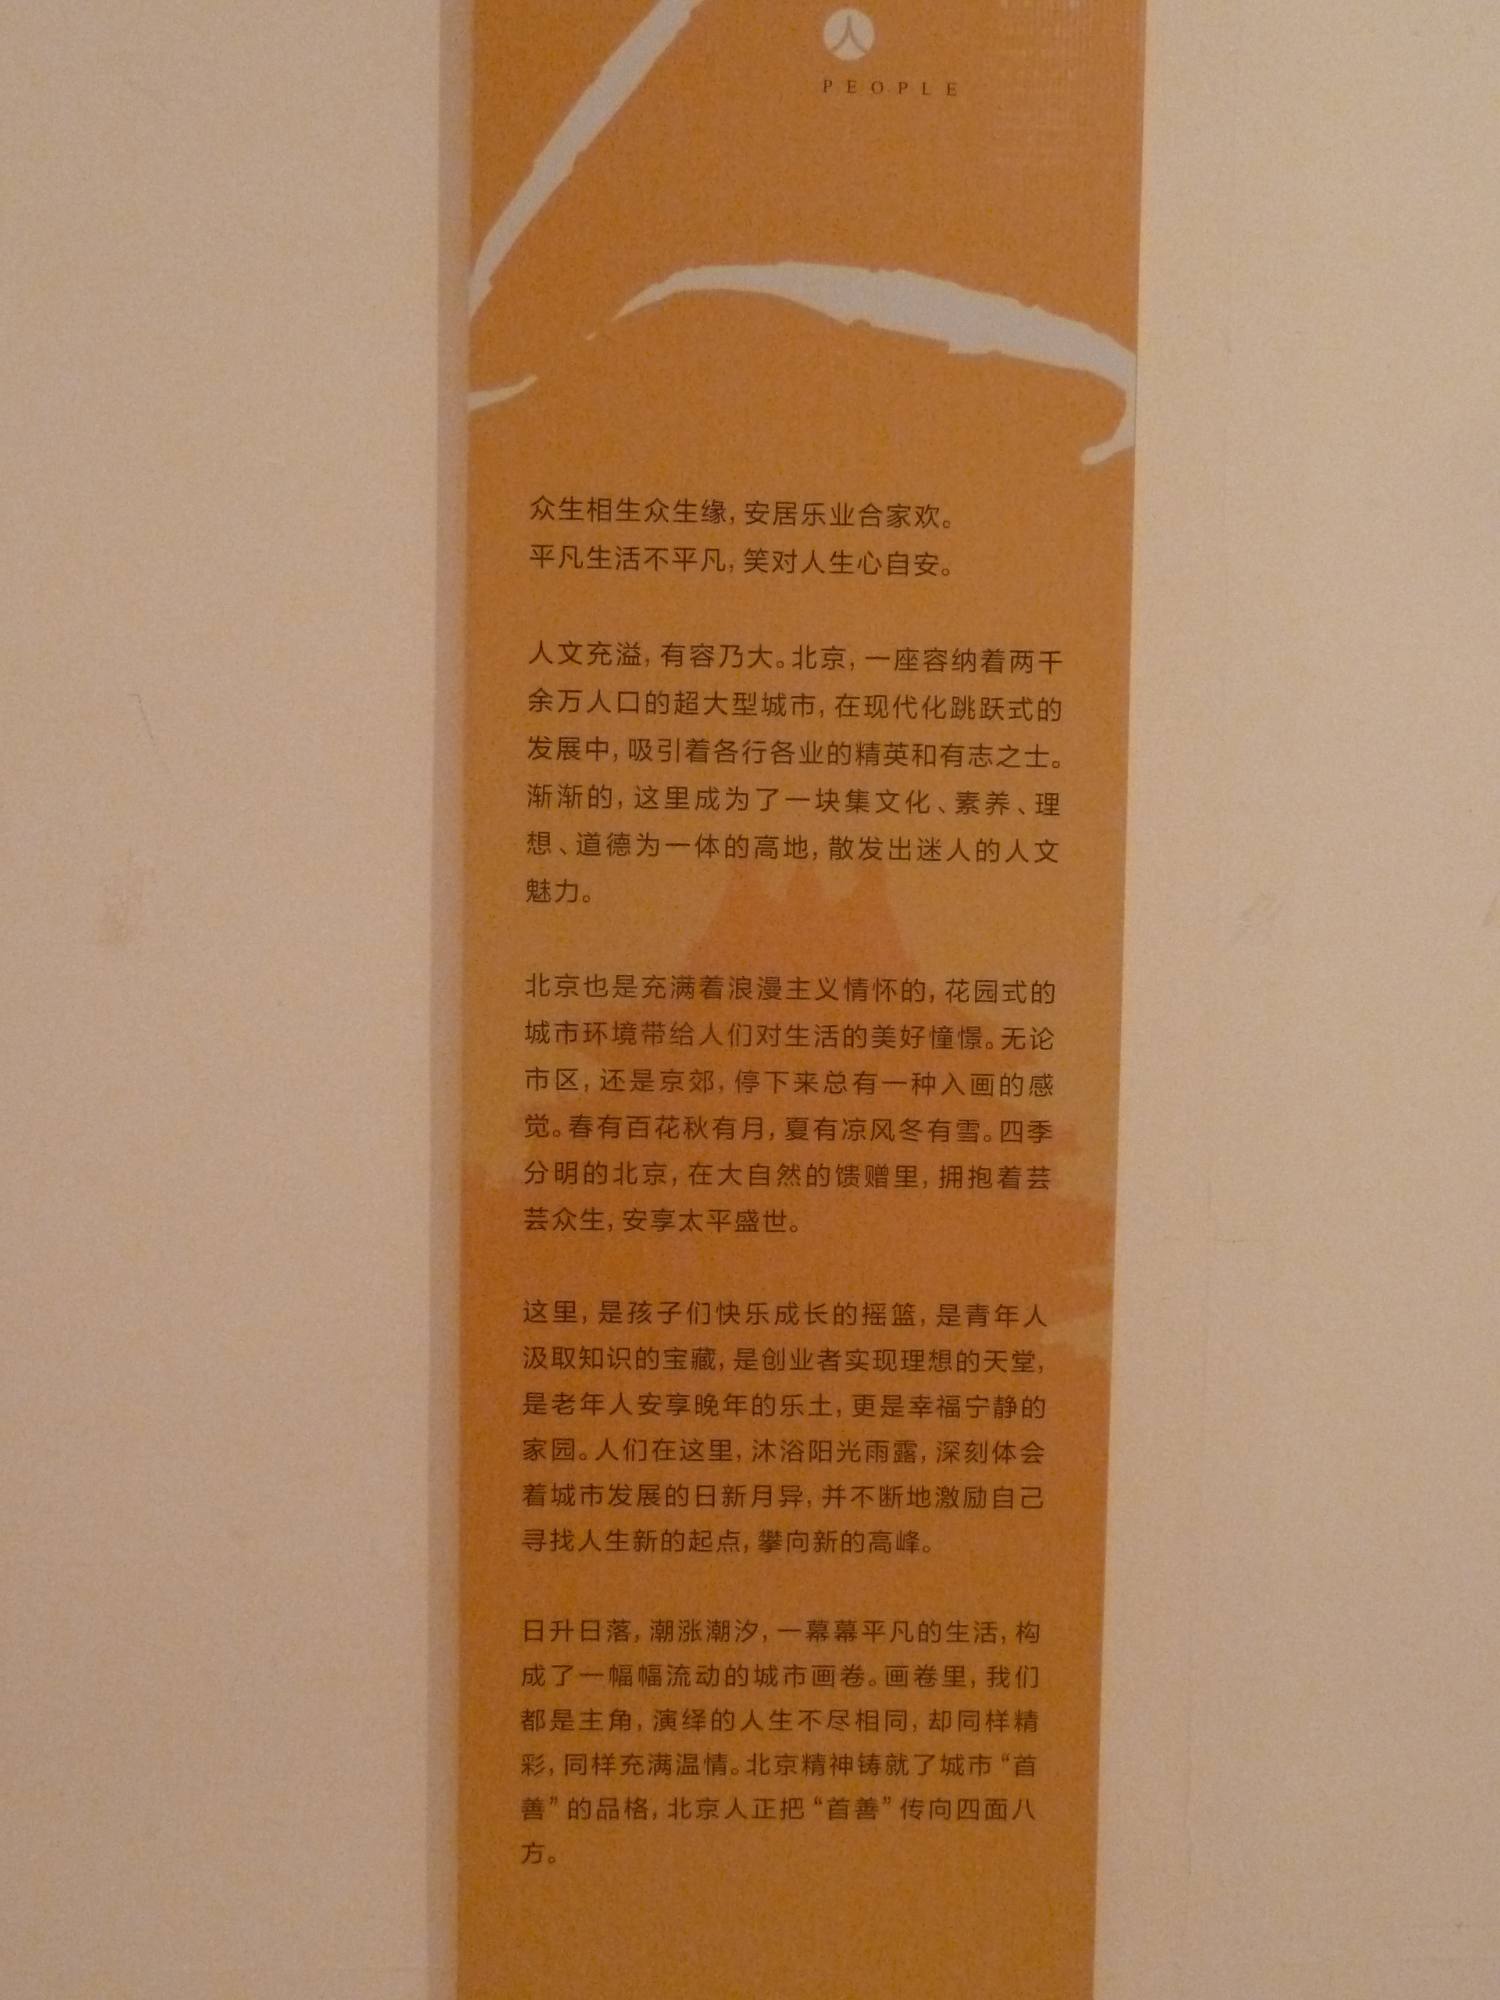 人
PEOPLE
众生相生众生缘，安居乐业合家欢。
平凡生活不平凡，笑对人生心自安。
人文充溢，有容乃大。北京，一座容纳着两千
余万人口的超大型城市，在现代化跳跃式的
发展中，吸引着各行各业的精英和有志之士。
渐渐的，这里成为了一块集文化、素养、理
想、道德为一体的高地，散发出迷人的人文
魅力。
北京也是充满着浪漫主义情怀的，花园式的
城市环境带给人们对生活的美好憧憬。无论
市区，还是京郊，停下来总有一种入画的感
觉。春有百花秋有月，夏有凉风冬有雪。四季
分明的北京，在大自然的馈赠里，拥抱着芸
芸众生，安享太平盛世。
这里，是孩子们快乐成长的摇篮，是青年人
汲取知识的宝藏，是创业者实现理想的天堂，
是老年人安享晚年的乐土，更是幸福宁静的
家园。人们在这里，沐浴阳光雨露，深刻体会
着城市发展的日新月异，并不断地激励自己
寻找人生新的起点，攀向新的高峰。
日升日落，潮涨潮汐，一幕幕平凡的生活，构
成了一幅幅流动的城市画卷。画卷里，我们
都是主角，演绎的人生不尽相同，却同样精
彩，同样充满温情。北京精神铸就了城市“首
善”的品格，北京人正把“首善”传向四面八
方。